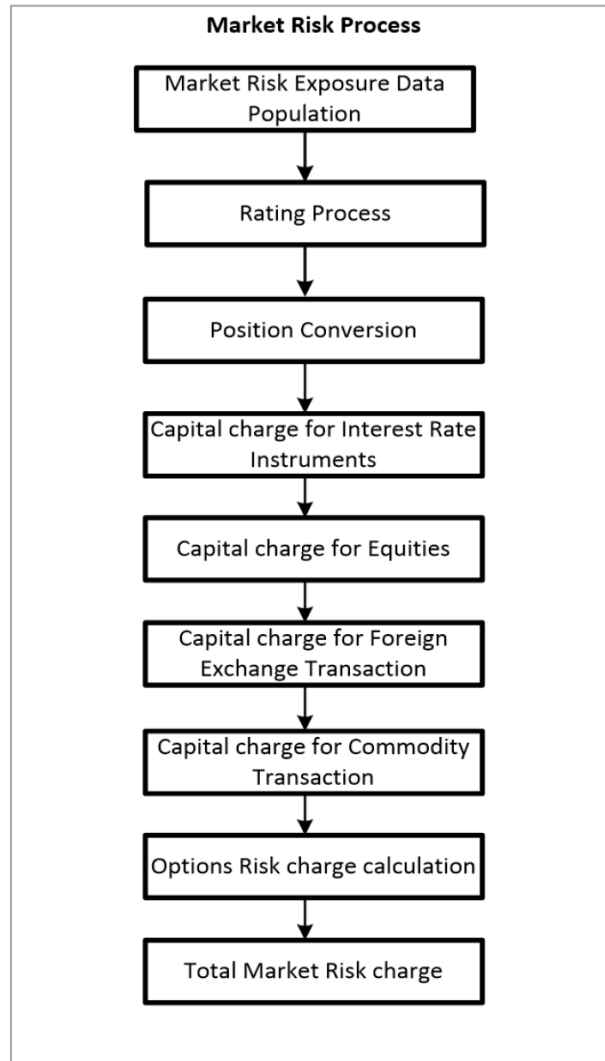 Market Risk Process
Market Risk Exposure Data
Population
Rating Process
Position Conversion
Capital charge for Interest Rate
Instruments
Capital charge for Equities
Capital charge for Foreign
Exchange Transaction
Capital charge for Commodity
Transaction
Options Risk charge calculation
Total Market Risk charge